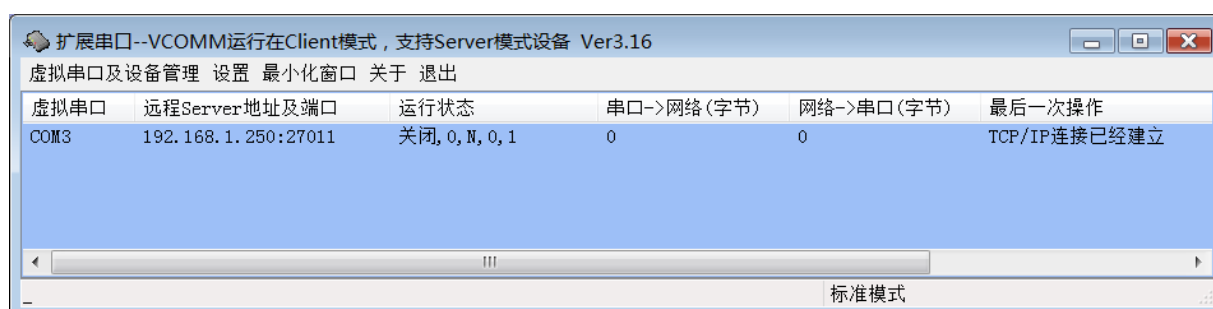 扩展串口--VCOMM运行在Client模式，支持Server模式设备 Ver3.16
虚拟串口及设备管理 设置 最小化窗口 关于 退出
虚拟串口 远程Server地址及端口 运行状态 串口->网络(字节) 网络->串口(字节) 最后一次操作
COM3 192.168.1.250:27011 关闭,0,N,0,1 0 0 TCP/IP连接已经建立
标准模式